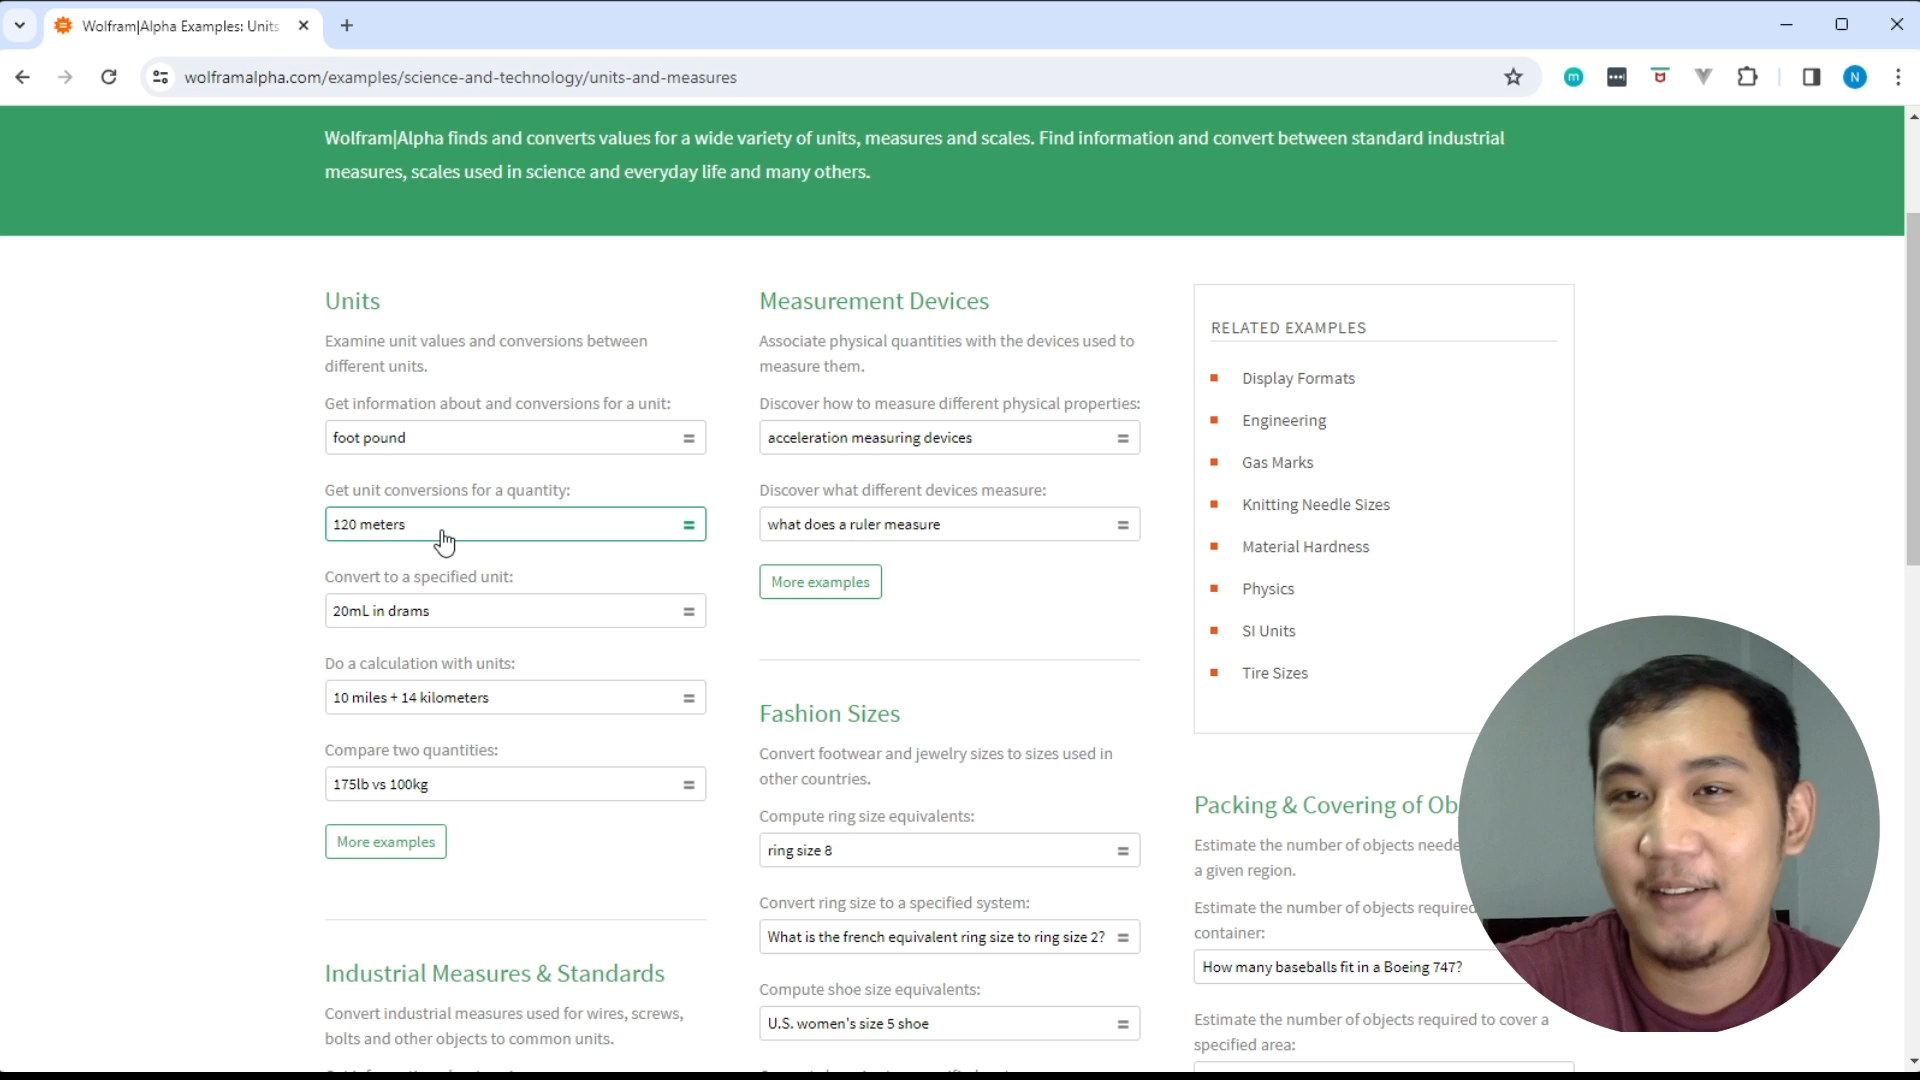 Wolfram|Alpha Examples: Units
wolframalpha.com/examples/science-and-technology/units-and-measures
m
N
Wolfram|Alpha finds and converts values for a wide variety of units, measures and scales. Find information and convert between standard industrial
measures, scales used in science and everyday life and many others.
Units
Examine unit values and conversions between
different units.
Get information about and conversions for a unit:
foot pound =
Get unit conversions for a quantity:
120 meters =
Convert to a specified unit:
20mL in drams =
Do a calculation with units:
10 miles + 14 kilometers =
Compare two quantities:
175lb vs 100kg =
More examples
Industrial Measures & Standards
Convert industrial measures used for wires, screws,
bolts and other objects to common units.
Measurement Devices
Associate physical quantities with the devices used to
measure them.
Discover how to measure different physical properties:
acceleration measuring devices =
Discover what different devices measure:
what does a ruler measure =
More examples
Fashion Sizes
Convert footwear and jewelry sizes to sizes used in
other countries.
Compute ring size equivalents:
ring size 8 =
Convert ring size to a specified system:
What is the french equivalent ring size to ring size 2? =
Compute shoe size equivalents:
U.S. women's size 5 shoe =
RELATED EXAMPLES
Display Formats
Engineering
Gas Marks
Knitting Needle Sizes
Material Hardness
Physics
SI Units
Tire Sizes
Packing & Covering of Ob
Estimate the number of objects neede
a given region.
Estimate the number of objects required
container:
How many baseballs fit in a Boeing 747?
Estimate the number of objects required to cover a
specified area: